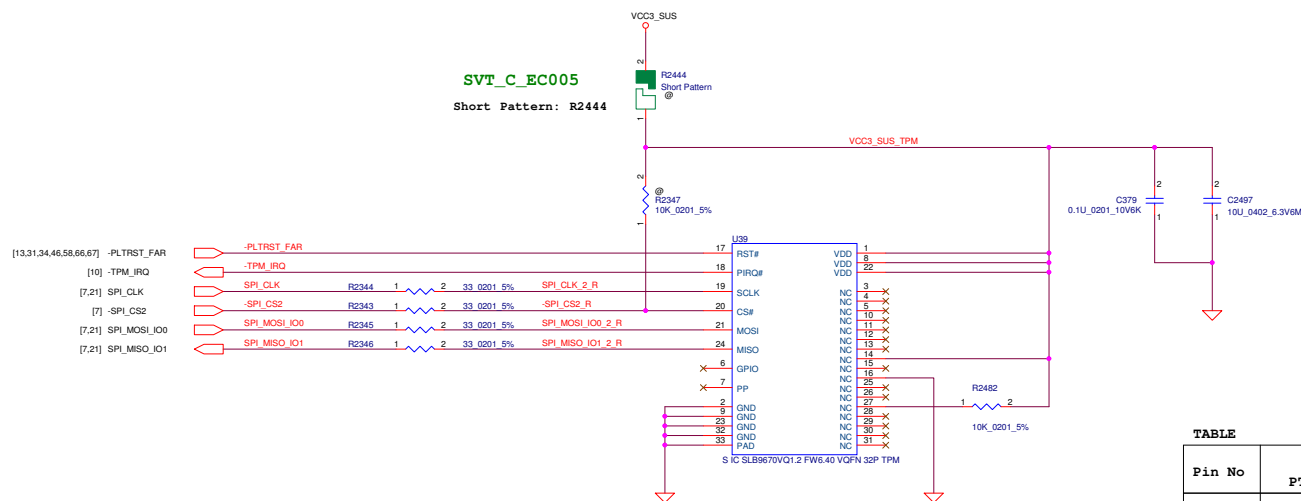 VCC3_SUS
2
R2444
Short Pattern
@
1
SVT_C_EC005
Short Pattern: R2444
VCC3_SUS_TPM
2
@
R2347
10K_0201_5%
1
2
C379
0.1U_0201_10V6K
1
2
C2497
10U_0402_6.3V6M
1
[13,31,34,46,58,66,67] -PLTRST_FAR
-PLTRST_FAR
[10] -TPM_IRQ
-TPM_IRQ
[7,21] SPI_CLK
SPI_CLK R2344 1 2 33_0201_5% SPI_CLK_2_R
[7] -SPI_CS2
-SPI_CS2 R2343 1 2 33_0201_5% -SPI_CS2_R
[7,21] SPI_MOSI_IO0
SPI_MOSI_IO0 R2345 1 2 33_0201_5% SPI_MOSI_IO0_2_R
[7,21] SPI_MISO_IO1
SPI_MISO_IO1 R2346 1 2 33_0201_5% SPI_MISO_IO1_2_R
U39
17 RST#
18 PIRQ#
19 SCLK
20 CS#
21 MOSI
24 MISO
6 GPIO
7 PP
2 GND
9 GND
23 GND
32 GND
33 PAD
VDD 1
VDD 8
VDD 22
NC 3
NC 4
NC 5
NC 10
NC 11
NC 12
NC 13
NC 14
NC 15
NC 16
NC 25
NC 26
NC 27
NC 28
NC 29
NC 30
NC 31
S IC SLB9670VQ1.2 FW6.40 VQFN 32P TPM
R2482
1 2
10K_0201_5%
TABLE
Pin No